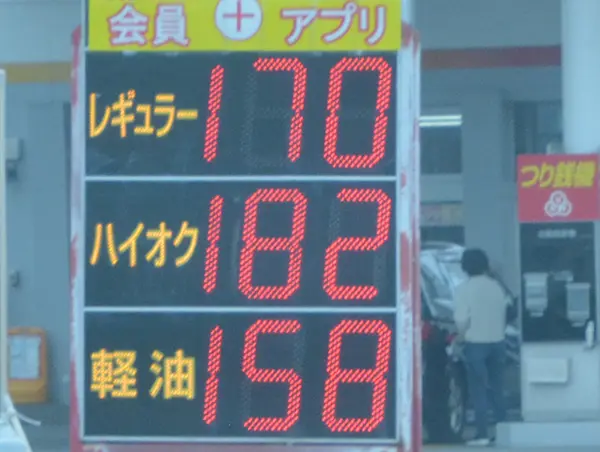 会員 + アプリ
レギュラー 170
ハイオク 182
軽油 158
つり銭機